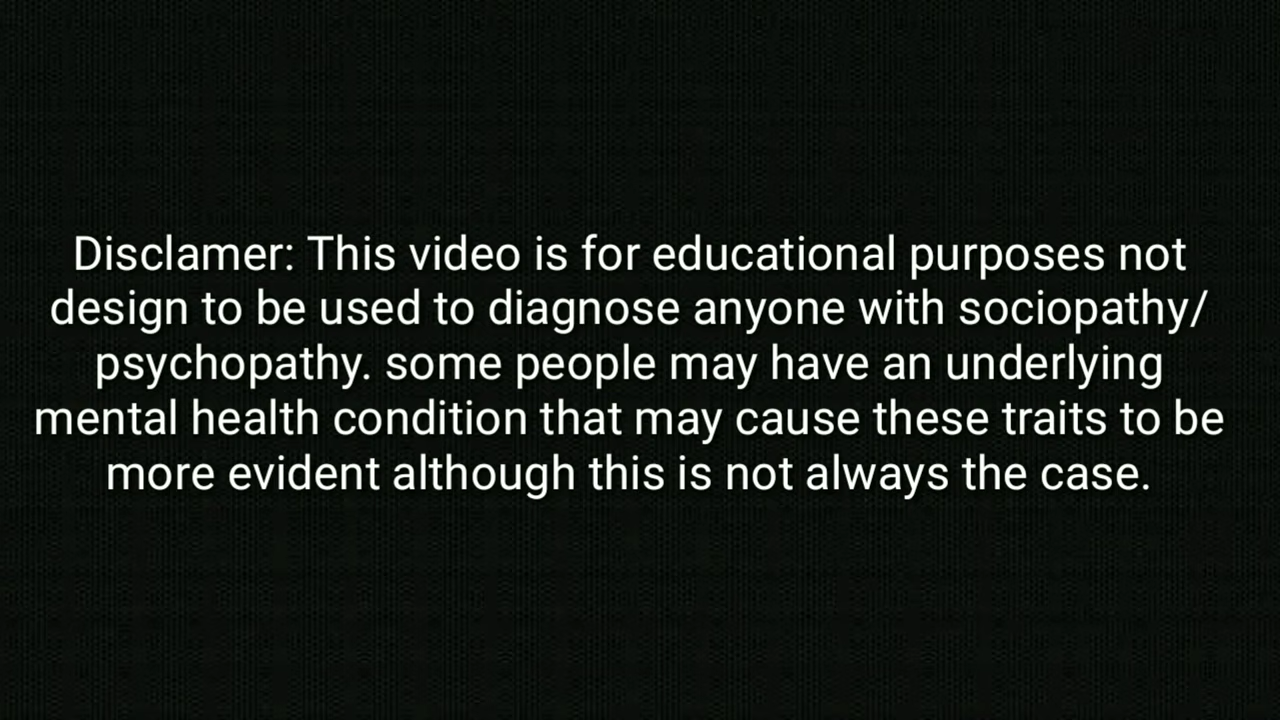 Disclamer: This video is for educational purposes not
design to be used to diagnose anyone with sociopathy/
psychopathy. some people may have an underlying
mental health condition that may cause these traits to be
more evident although this is not always the case.